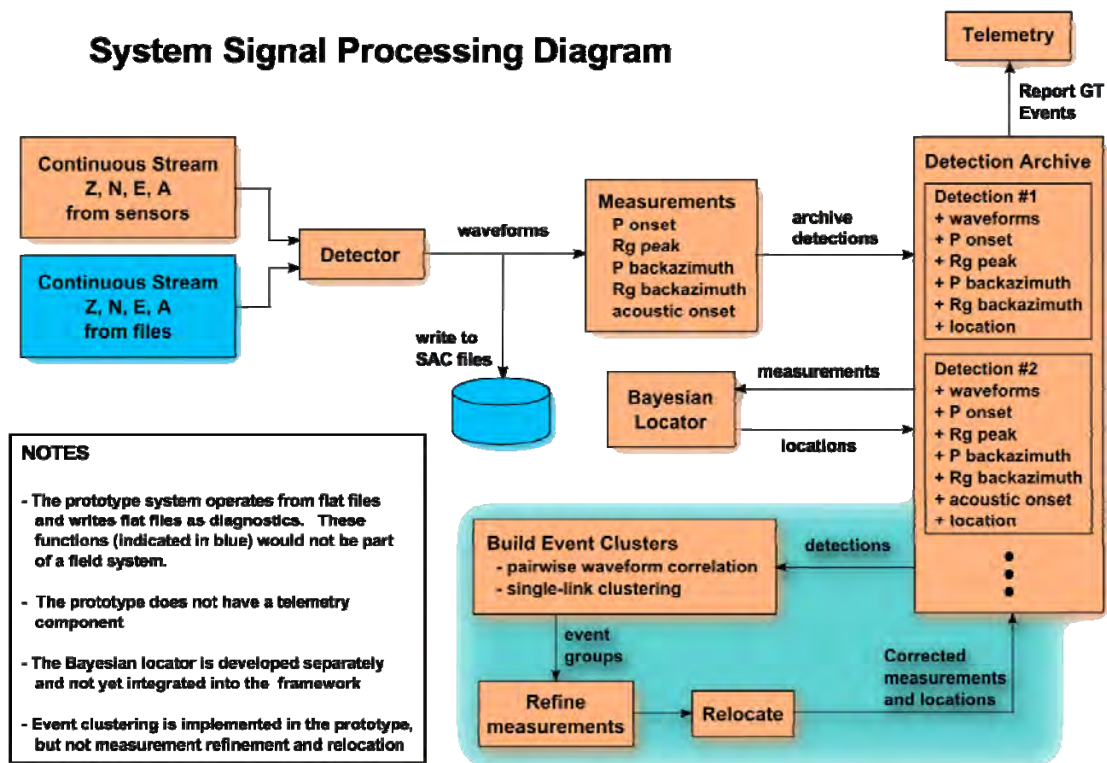 System Signal Processing Diagram
Telemetry
Report GT
Events
Continuous Stream
Z, N, E, A
from sensors
Continuous Stream
Z, N, E, A
from files
Detector
waveforms
write to
SAC files
Measurements
P onset
Rg peak
P backazimuth
Rg backazimuth
acoustic onset
archive
detections
Detection Archive
Detection #1
+ waveforms
+ P onset
+ Rg peak
+ P backazimuth
+ Rg backazimuth
+ location
Detection #2
+ waveforms
+ P onset
+ Rg peak
+ P backazimuth
+ Rg backazimuth
+ acoustic onset
+ location
measurements
Bayesian
Locator
locations
NOTES
- The prototype system operates from flat files
and writes flat files as diagnostics. These
functions (indicated in blue) would not be part
of a field system.
- The prototype does not have a telemetry
component
- The Bayesian locator is developed separately
and not yet integrated into the framework
- Event clustering is implemented in the prototype,
but not measurement refinement and relocation
detections
Build Event Clusters
- pairwise waveform correlation
- single-link clustering
event
groups
Refine
measurements
Relocate
Corrected
measurements
and locations